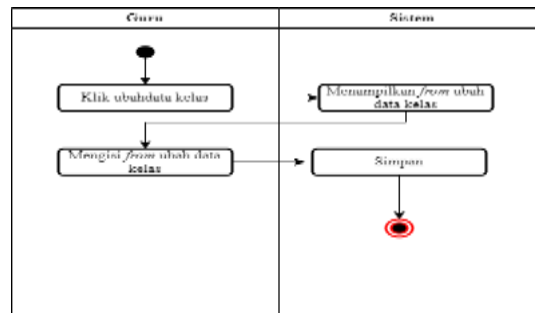 Guru
Sistem
Klik ubahdata kelas
Menampilkan from ubah
data kelas
Mengisi from ubah data
kelas
Simpan